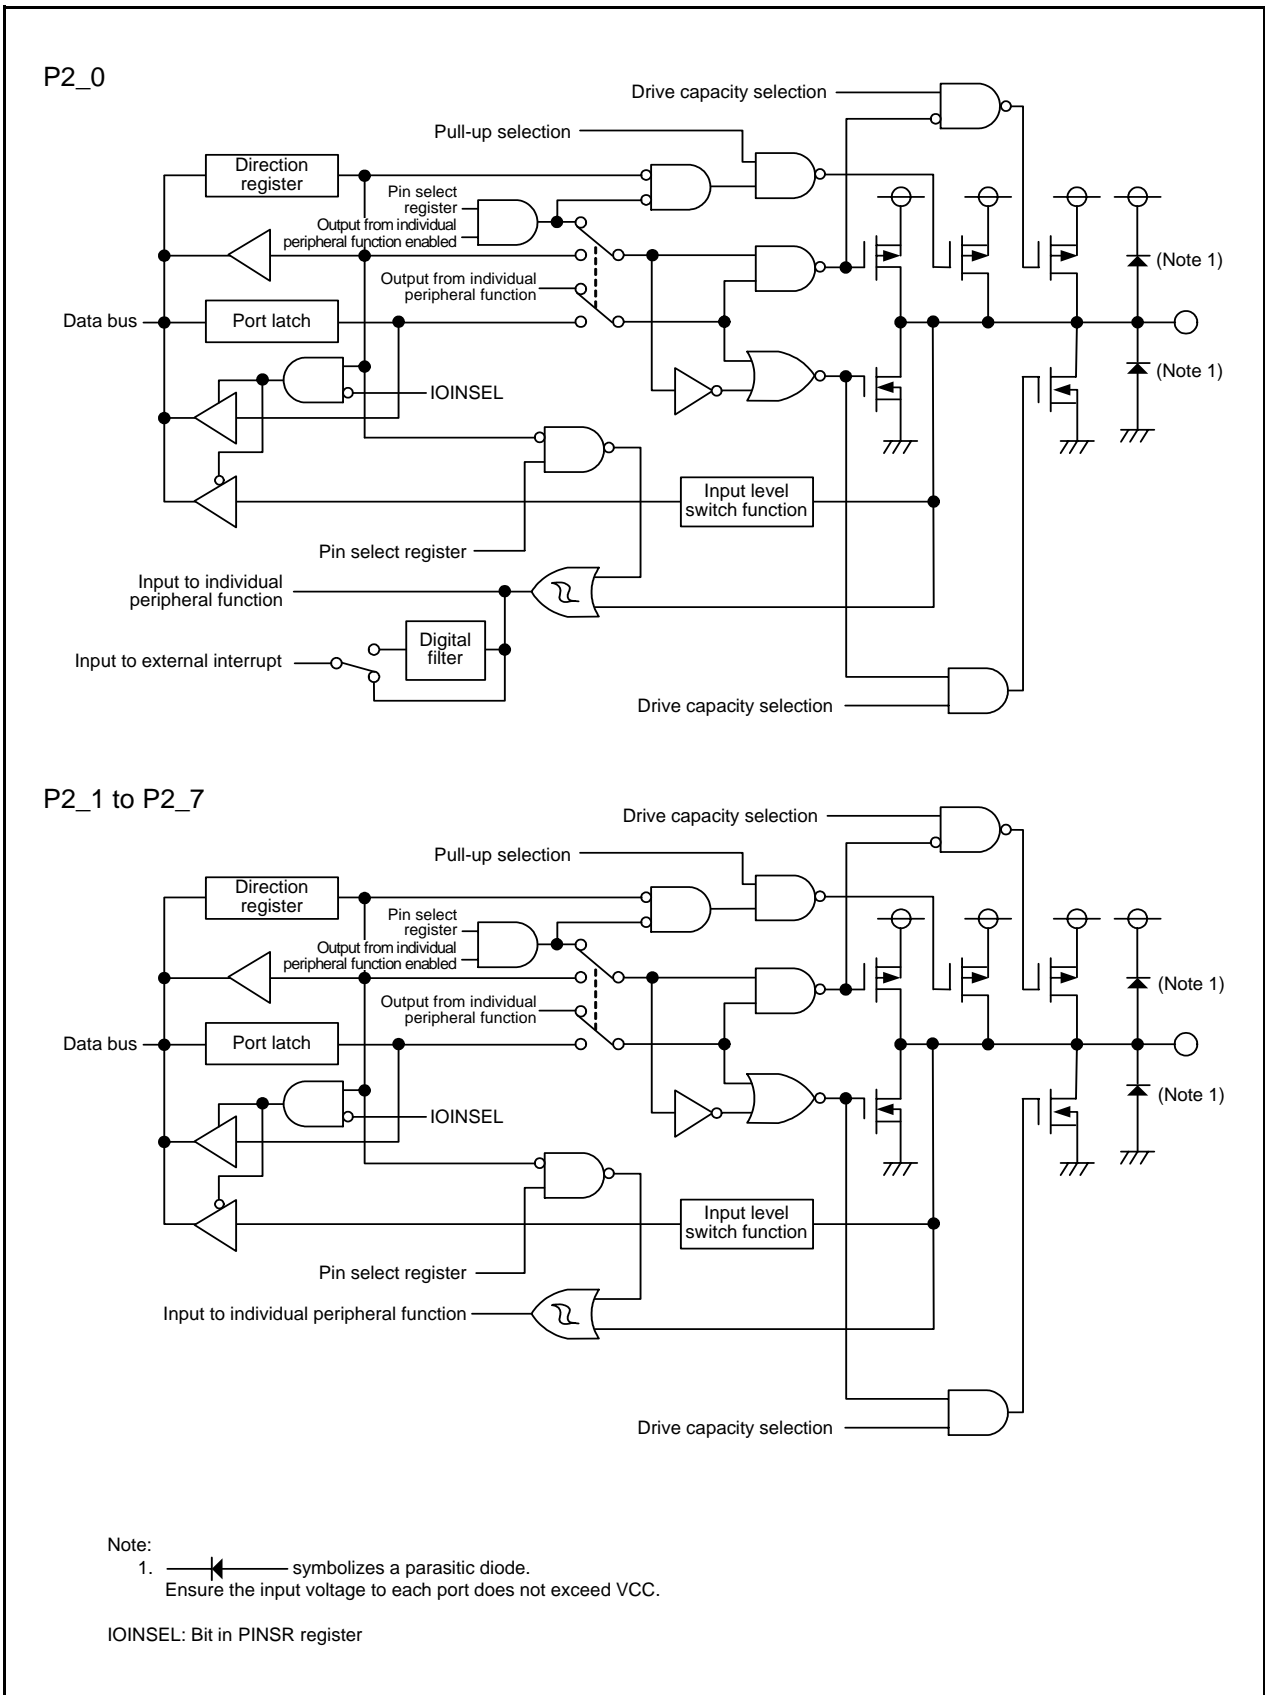 P2_0
Drive capacity selection
Pull-up selection
Direction
register
Pin select
register
Output from individual
peripheral function enabled
(Note 1)
Output from individual
peripheral function
Data bus
Port latch
(Note 1)
IOINSEL
Input level
switch function
Pin select register
Input to individual
peripheral function
Digital
filter
Input to external interrupt
Drive capacity selection
P2_1 to P2_7
Drive capacity selection
Pull-up selection
Direction
register
Pin select
register
Output from individual
peripheral function enabled
(Note 1)
Output from individual
peripheral function
Data bus
Port latch
(Note 1)
IOINSEL
Input level
switch function
Pin select register
Input to individual peripheral function
Drive capacity selection
Note:
1. symbolizes a parasitic diode.
Ensure the input voltage to each port does not exceed VCC.
IOINSEL: Bit in PINSR register